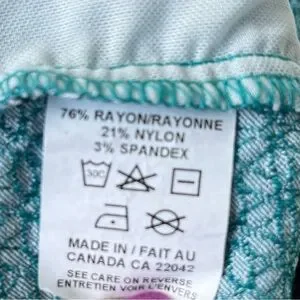 76% RAYON/RAYONNE
21% NYLON
3% SPANDEX
30C
MADE IN / FAIT AU
CANADA CA 22042
SEE CARE ON REVERSE
ENTRETIEN VOIR L'ENVERS